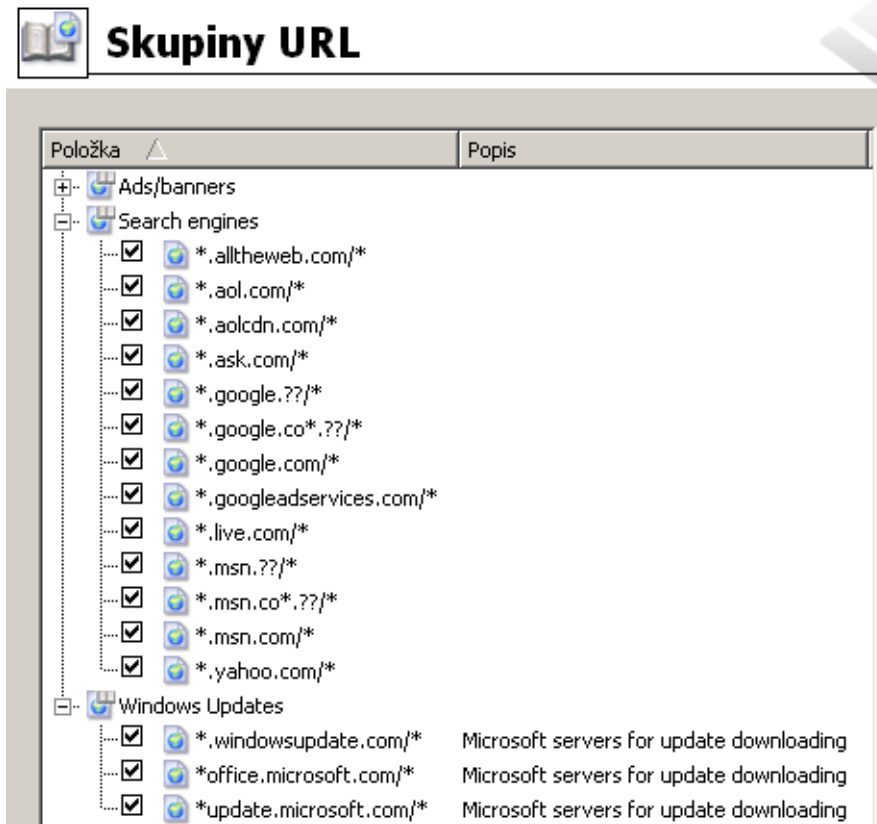 Skupiny URL
Položka Popis
Ads/banners
Search engines
*.alltheweb.com/*
*.aol.com/*
*.aolcdn.com/*
*.ask.com/*
*.google.??/*
*.google.co*.??/*
*.google.com/*
*.googleadservices.com/*
*.live.com/*
*.msn.??/*
*.msn.co*.??/*
*.msn.com/*
*.yahoo.com/*
Windows Updates
*.windowsupdate.com/* Microsoft servers for update downloading
*office.microsoft.com/* Microsoft servers for update downloading
*update.microsoft.com/* Microsoft servers for update downloading